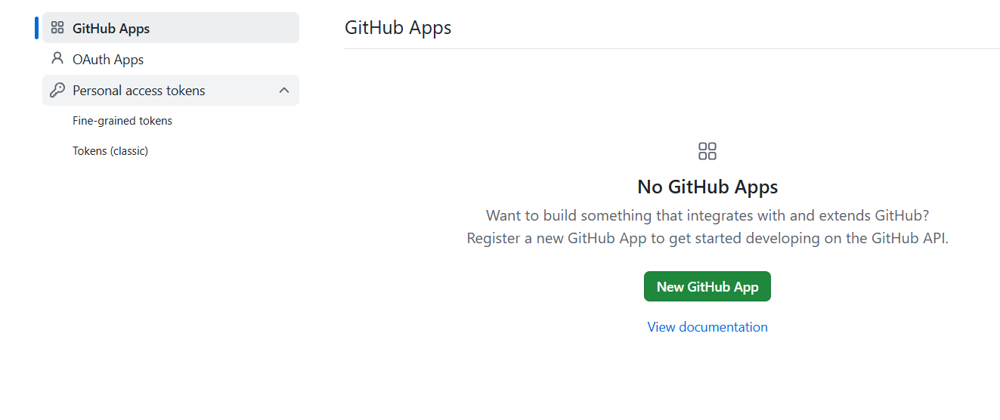 GitHub Apps
OAuth Apps
Personal access tokens
Fine-grained tokens
Tokens (classic)
GitHub Apps
No GitHub Apps
Want to build something that integrates with and extends GitHub?
Register a new GitHub App to get started developing on the GitHub API.
New GitHub App
View documentation